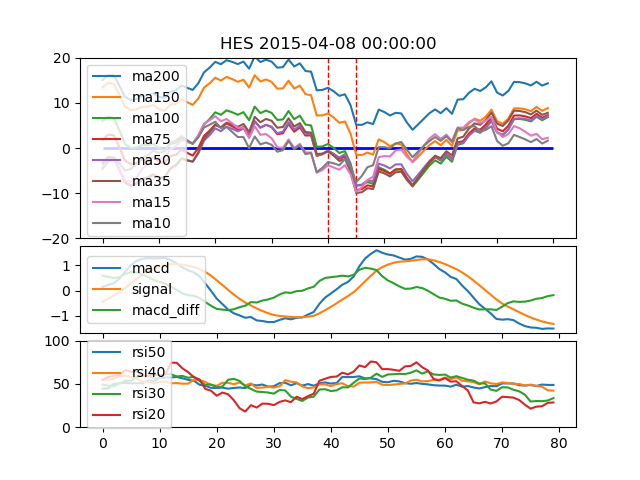 HES 2015-04-08 00:00:00
20
10
0
−10
−20
ma200
ma150
ma100
ma75
ma50
ma35
ma15
ma10
1
0
−1
macd
signal
macd_diff
100
50
0
rsi50
rsi40
rsi30
rsi20
0 10 20 30 40 50 60 70 80